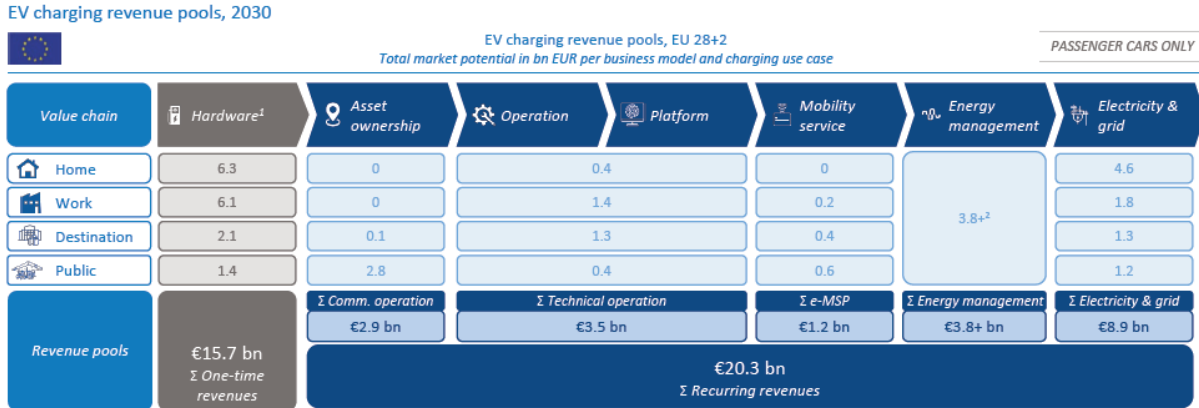 EV charging revenue pools, 2030
EV charging revenue pools, EU 28+2
Total market potential in bn EUR per business model and charging use case
PASSENGER CARS ONLY
Value chain
Hardware¹
Asset
ownership
Operation
Platform
Mobility
service
Energy
management
Electricity &
grid
Home
6.3
0
0.4
0
4.6
Work
6.1
0
1.4
0.2
1.8
3.8+²
Destination
2.1
0.1
1.3
0.4
1.3
Public
1.4
2.8
0.4
0.6
1.2
Revenue pools
€15.7 bn
Σ One-time
revenues
Σ Comm. operation
€2.9 bn
Σ Technical operation
€3.5 bn
Σ e-MSP
€1.2 bn
Σ Energy management
€3.8+ bn
Σ Electricity & grid
€8.9 bn
€20.3 bn
Σ Recurring revenues